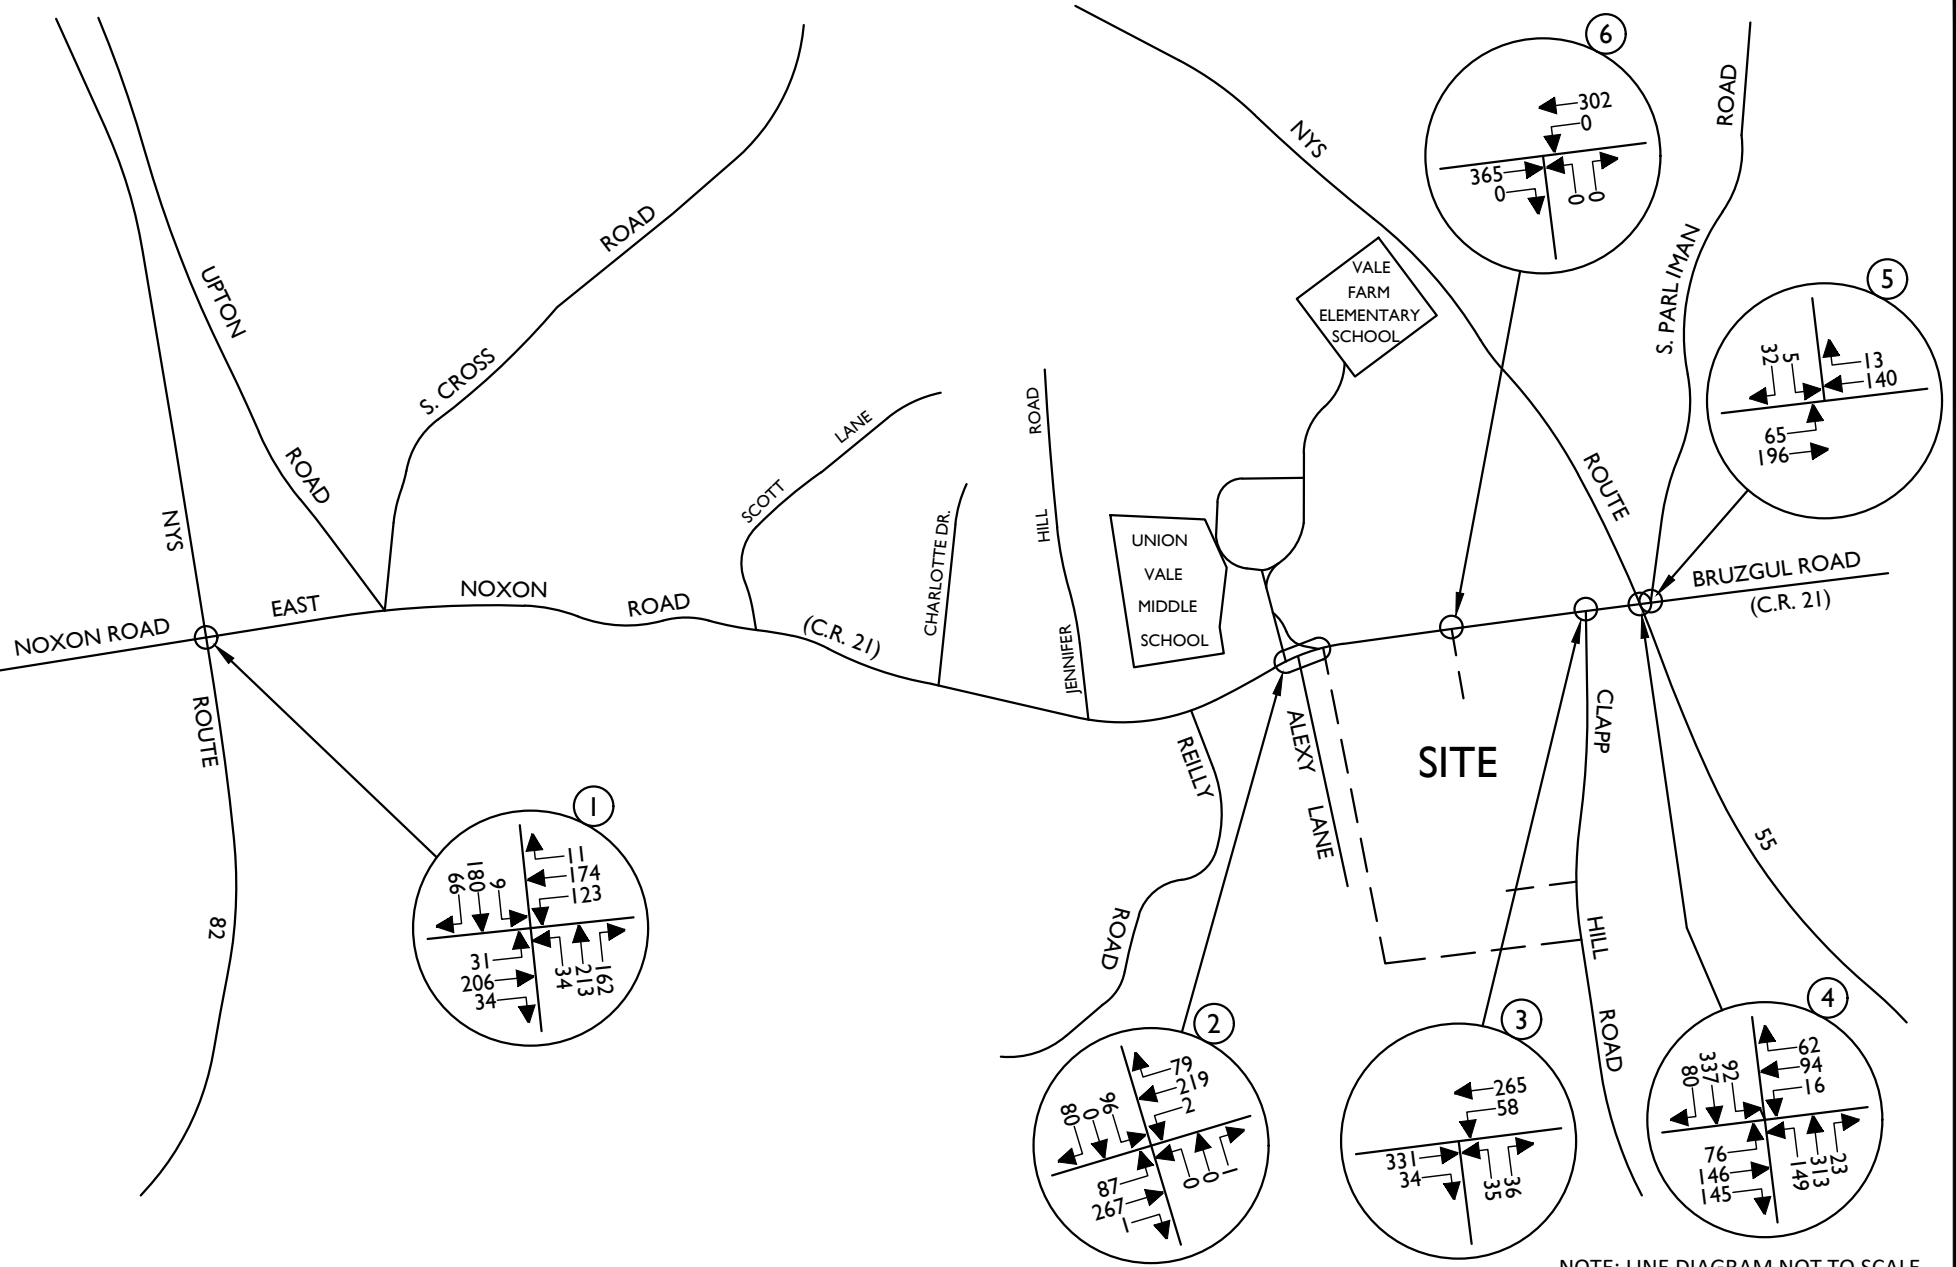 NYS
ROUTE
82
UPTON
ROAD
S. CROSS
ROAD
NOXON ROAD
EAST
NOXON
ROAD
(C.R. 21)
SCOTT
LANE
CHARLOTTE DR.
JENNIFER
HILL
ROAD
REILLY
ROAD
UNION
VALE
MIDDLE
SCHOOL
VALE
FARM
ELEMENTARY
SCHOOL
NYS
ROUTE
55
S. PARLIMAN
ROAD
BRUZGUL ROAD
(C.R. 21)
ALEXY
LANE
SITE
CLAPP
HILL
ROAD
1
66
180
9
11
174
123
31
206
34
34
213
162
2
80
0
96
79
219
2
87
267
1
0
0
1
3
265
58
331
34
35
36
4
80
337
92
62
94
16
76
146
145
149
313
23
5
32
5
13
140
65
196
6
302
0
365
0
0
0
NOTE: LINE DIAGRAM NOT TO SCALE